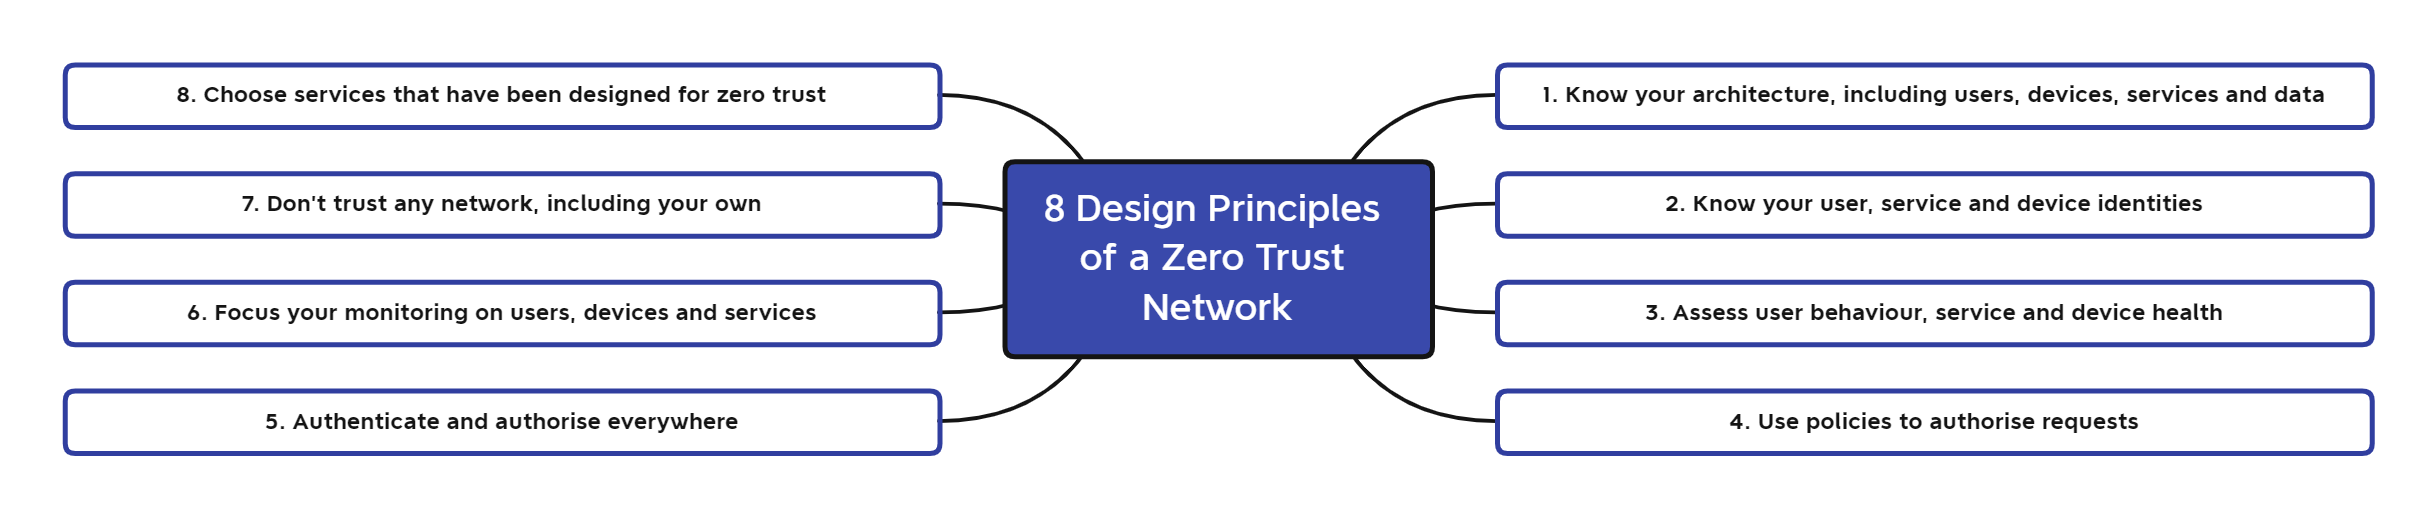 8 Design Principles
of a Zero Trust
Network
1. Know your architecture, including users, devices, services and data
2. Know your user, service and device identities
3. Assess user behaviour, service and device health
4. Use policies to authorise requests
5. Authenticate and authorise everywhere
6. Focus your monitoring on users, devices and services
7. Don't trust any network, including your own
8. Choose services that have been designed for zero trust